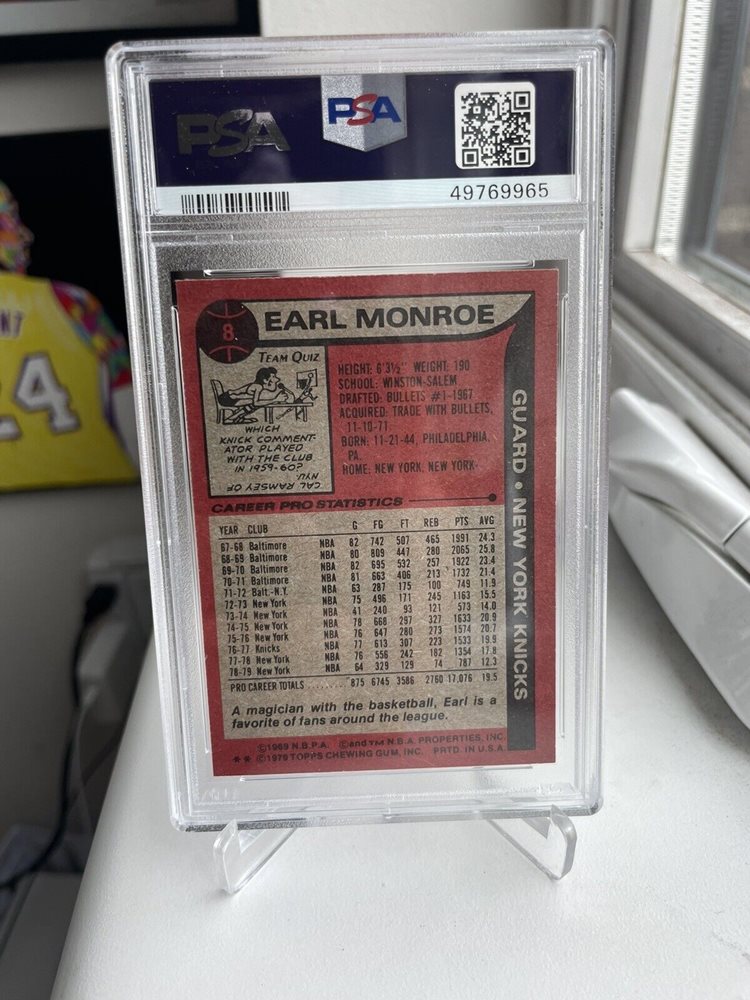 PSA
PSA
49769965
8
EARL MONROE
TEAM QUIZ
WHICH
KNICK COMMENT-
ATOR PLAYED
WITH THE CLUB
IN 1959-60?
CAL RAMSEY OF
NYU.
HEIGHT: 6'3½" WEIGHT: 190
SCHOOL: WINSTON-SALEM
DRAFTED: BULLETS #1-1967
ACQUIRED: TRADE WITH BULLETS,
11-10-71
BORN: 11-21-44, PHILADELPHIA,
PA.
HOME: NEW YORK, NEW YORK
GUARD • NEW YORK KNICKS
CAREER PRO STATISTICS
YEAR CLUB G FG FT REB PTS AVG
67-68 Baltimore NBA 82 742 507 465 1991 24.3
68-69 Baltimore NBA 80 809 447 280 2065 25.8
69-70 Baltimore NBA 82 695 532 257 1922 23.4
70-71 Baltimore NBA 81 663 406 213 1732 21.4
71-72 Balt.-N.Y. NBA 63 287 175 100 749 11.9
72-73 New York NBA 75 496 171 245 1163 15.5
73-74 New York NBA 41 240 93 121 573 14.0
74-75 New York NBA 78 668 297 327 1633 20.9
75-76 New York NBA 76 647 280 273 1574 20.7
76-77 Knicks NBA 77 613 307 223 1533 19.9
77-78 New York NBA 76 556 242 182 1354 17.8
78-79 New York NBA 64 329 129 74 787 12.3
PRO CAREER TOTALS .......... 875 6745 3586 2760 17,076 19.5
A magician with the basketball, Earl is a
favorite of fans around the league.
©1969 N.B.P.A. ©and TM N.B.A. PROPERTIES, INC.
** ©1979 TOPPS CHEWING GUM, INC. PRTD. IN U.S.A.
24